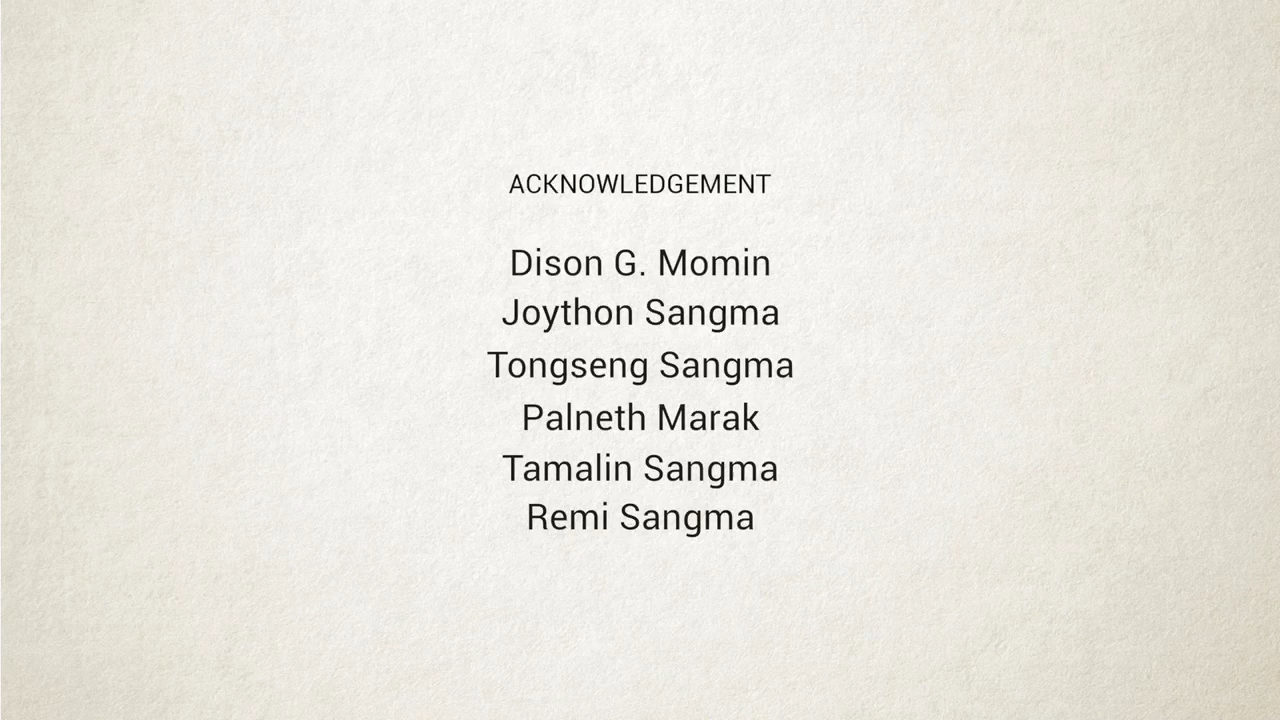 ACKNOWLEDGEMENT
Dison G. Momin
Joython Sangma
Tongseng Sangma
Palneth Marak
Tamalin Sangma
Remi Sangma